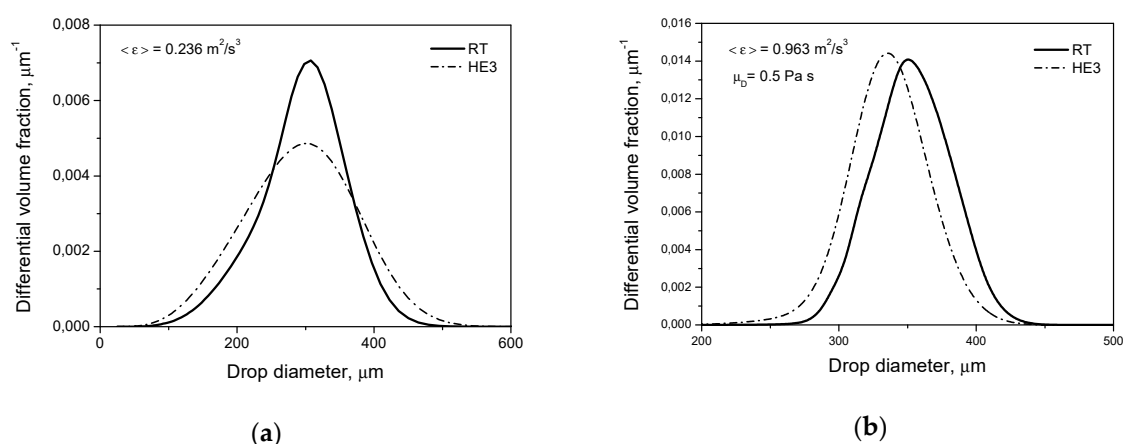 0,008
0,006
0,004
0,002
0,000
0
200
400
600
Differential volume fraction, μm⁻¹
Drop diameter, μm
< ε > = 0.236 m²/s³
RT
HE3
(a)
0,016
0,014
0,012
0,010
0,008
0,006
0,004
0,002
0,000
200
300
400
500
Differential volume fraction, μm⁻¹
Drop diameter, μm
< ε > = 0.963 m²/s³
μD= 0.5 Pa s
RT
HE3
(b)